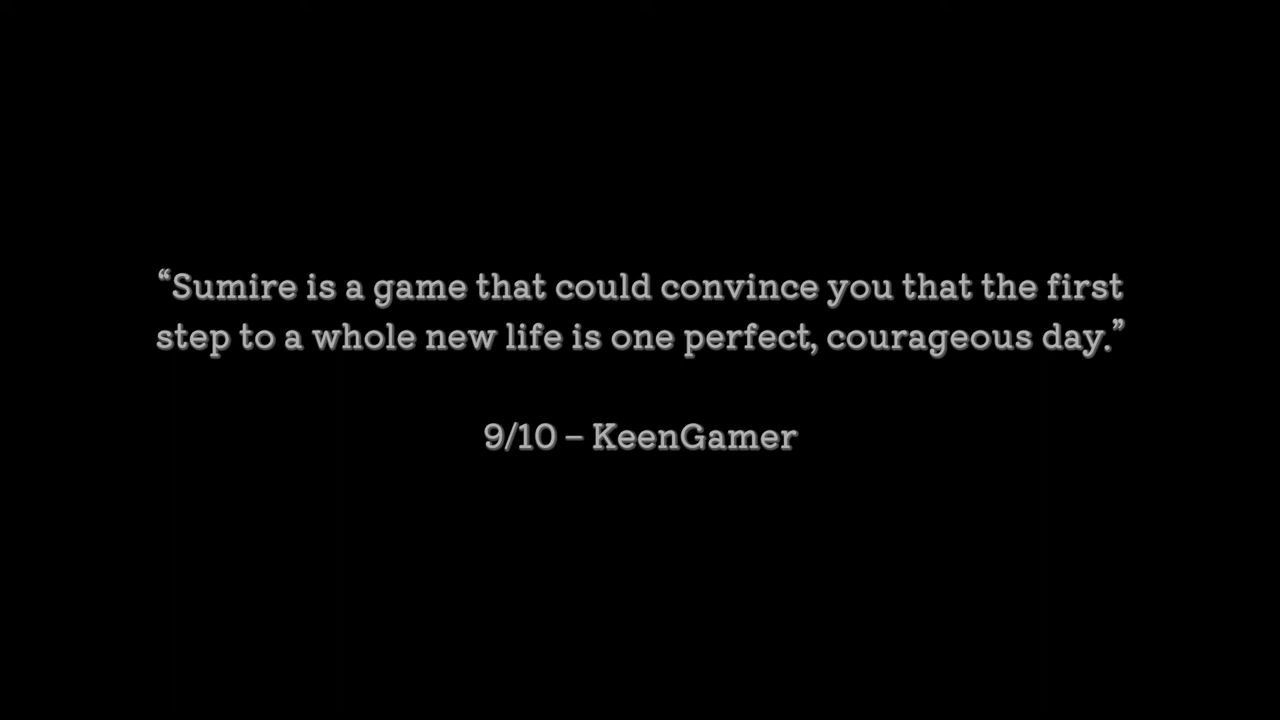 “Sumire is a game that could convince you that the first
step to a whole new life is one perfect, courageous day.”
9/10 – KeenGamer